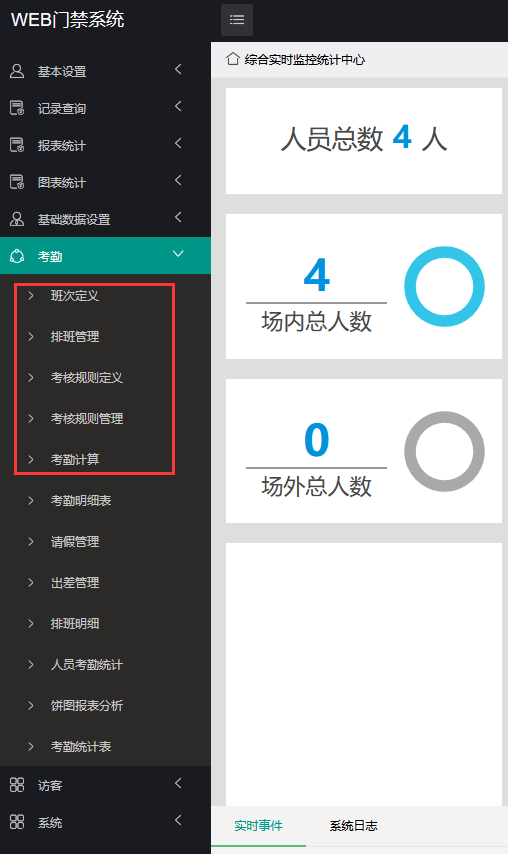 WEB门禁系统
基本设置
记录查询
报表统计
图表统计
基础数据设置
考勤
班次定义
排班管理
考核规则定义
考核规则管理
考勤计算
考勤明细表
请假管理
出差管理
排班明细
人员考勤统计
饼图报表分析
考勤统计表
访客
系统
综合实时监控统计中心
人员总数 4 人
4
场内总人数
0
场外总人数
实时事件 系统日志